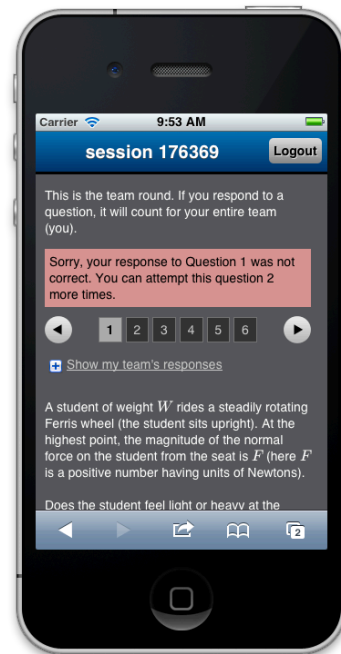 Carrier 9:53 AM
session 176369 Logout
This is the team round. If you respond to a
question, it will count for your entire team
(you).
Sorry, your response to Question 1 was not
correct. You can attempt this question 2
more times.
1 2 3 4 5 6
Show my team's responses
A student of weight W rides a steadily rotating
Ferris wheel (the student sits upright). At the
highest point, the magnitude of the normal
force on the student from the seat is F (here F
is a positive number having units of Newtons).
Does the student feel light or heavy at the
2